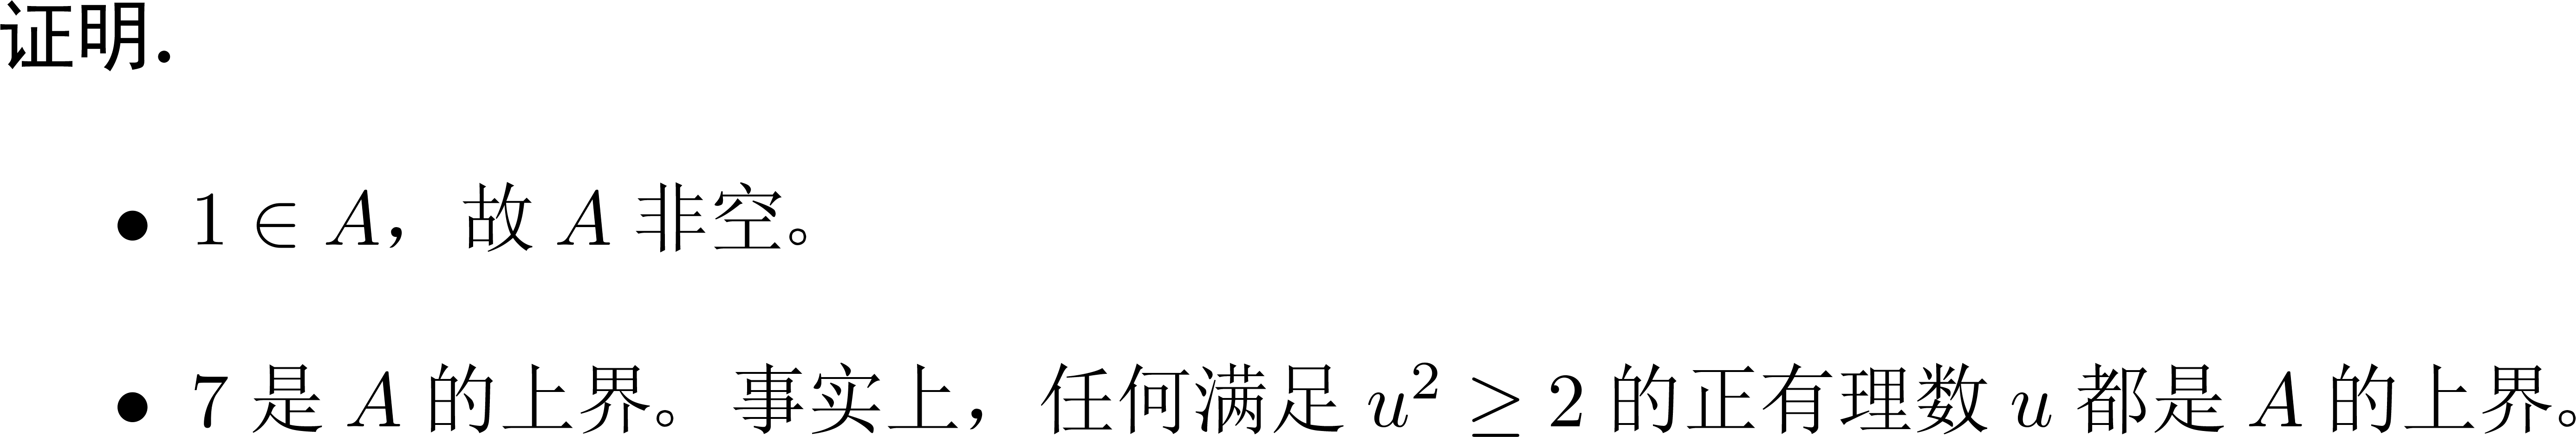 证明.
• 1 ∈ A，故 A 非空。
• 7 是 A 的上界。事实上，任何满足 u² ≥ 2 的正有理数 u 都是 A 的上界。